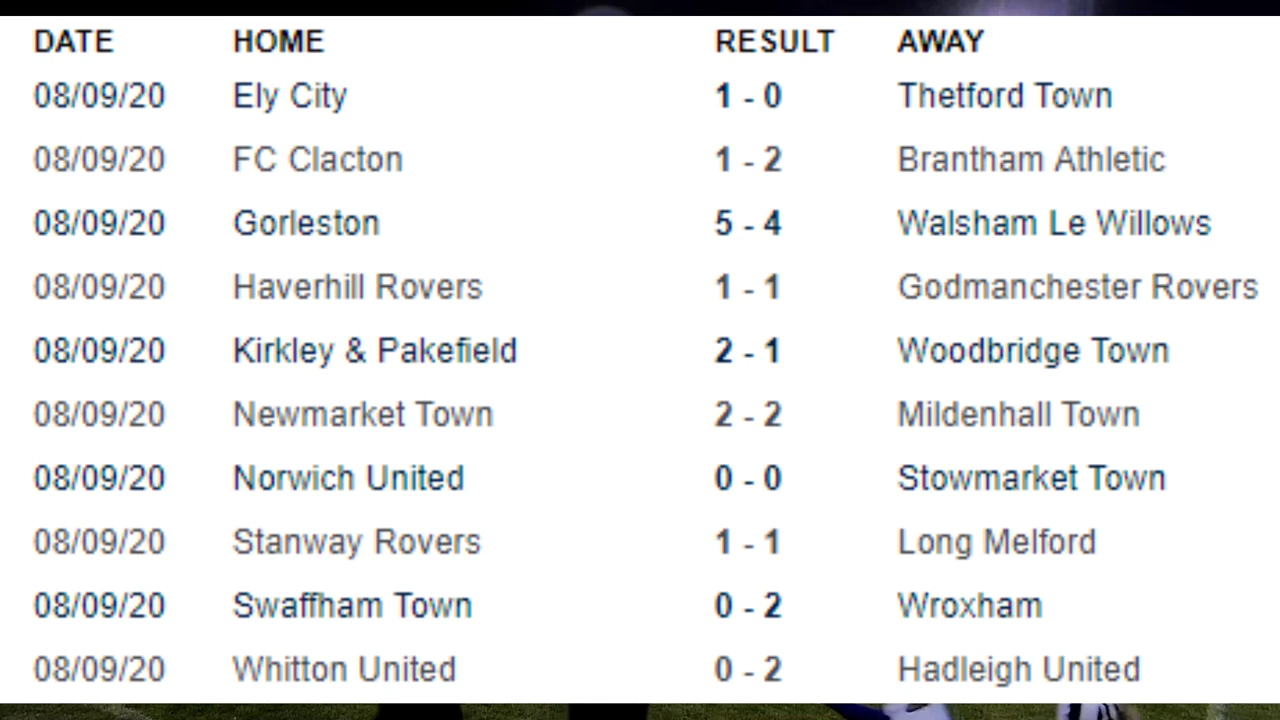 DATE HOME RESULT AWAY
08/09/20 Ely City 1 - 0 Thetford Town
08/09/20 FC Clacton 1 - 2 Brantham Athletic
08/09/20 Gorleston 5 - 4 Walsham Le Willows
08/09/20 Haverhill Rovers 1 - 1 Godmanchester Rovers
08/09/20 Kirkley & Pakefield 2 - 1 Woodbridge Town
08/09/20 Newmarket Town 2 - 2 Mildenhall Town
08/09/20 Norwich United 0 - 0 Stowmarket Town
08/09/20 Stanway Rovers 1 - 1 Long Melford
08/09/20 Swaffham Town 0 - 2 Wroxham
08/09/20 Whitton United 0 - 2 Hadleigh United